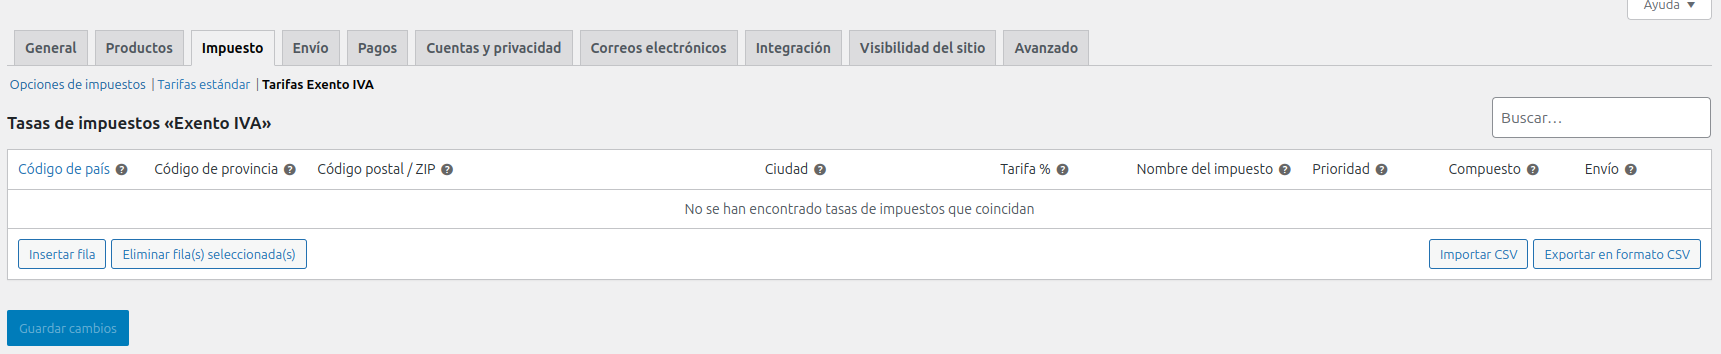 Ayuda
General Productos Impuesto Envío Pagos Cuentas y privacidad Correos electrónicos Integración Visibilidad del sitio Avanzado
Opciones de impuestos | Tarifas estándar | Tarifas Exento IVA
Tasas de impuestos «Exento IVA»
Buscar…
Código de país ? Código de provincia ? Código postal / ZIP ? Ciudad ? Tarifa % ? Nombre del impuesto ? Prioridad ? Compuesto ? Envío ?
No se han encontrado tasas de impuestos que coincidan
Insertar fila Eliminar fila(s) seleccionada(s) Importar CSV Exportar en formato CSV
Guardar cambios